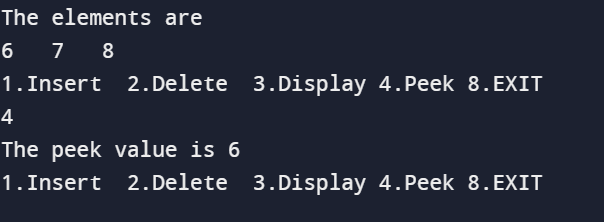 The elements are
6   7   8
1.Insert  2.Delete  3.Display 4.Peek 8.EXIT
4
The peek value is 6
1.Insert  2.Delete  3.Display 4.Peek 8.EXIT